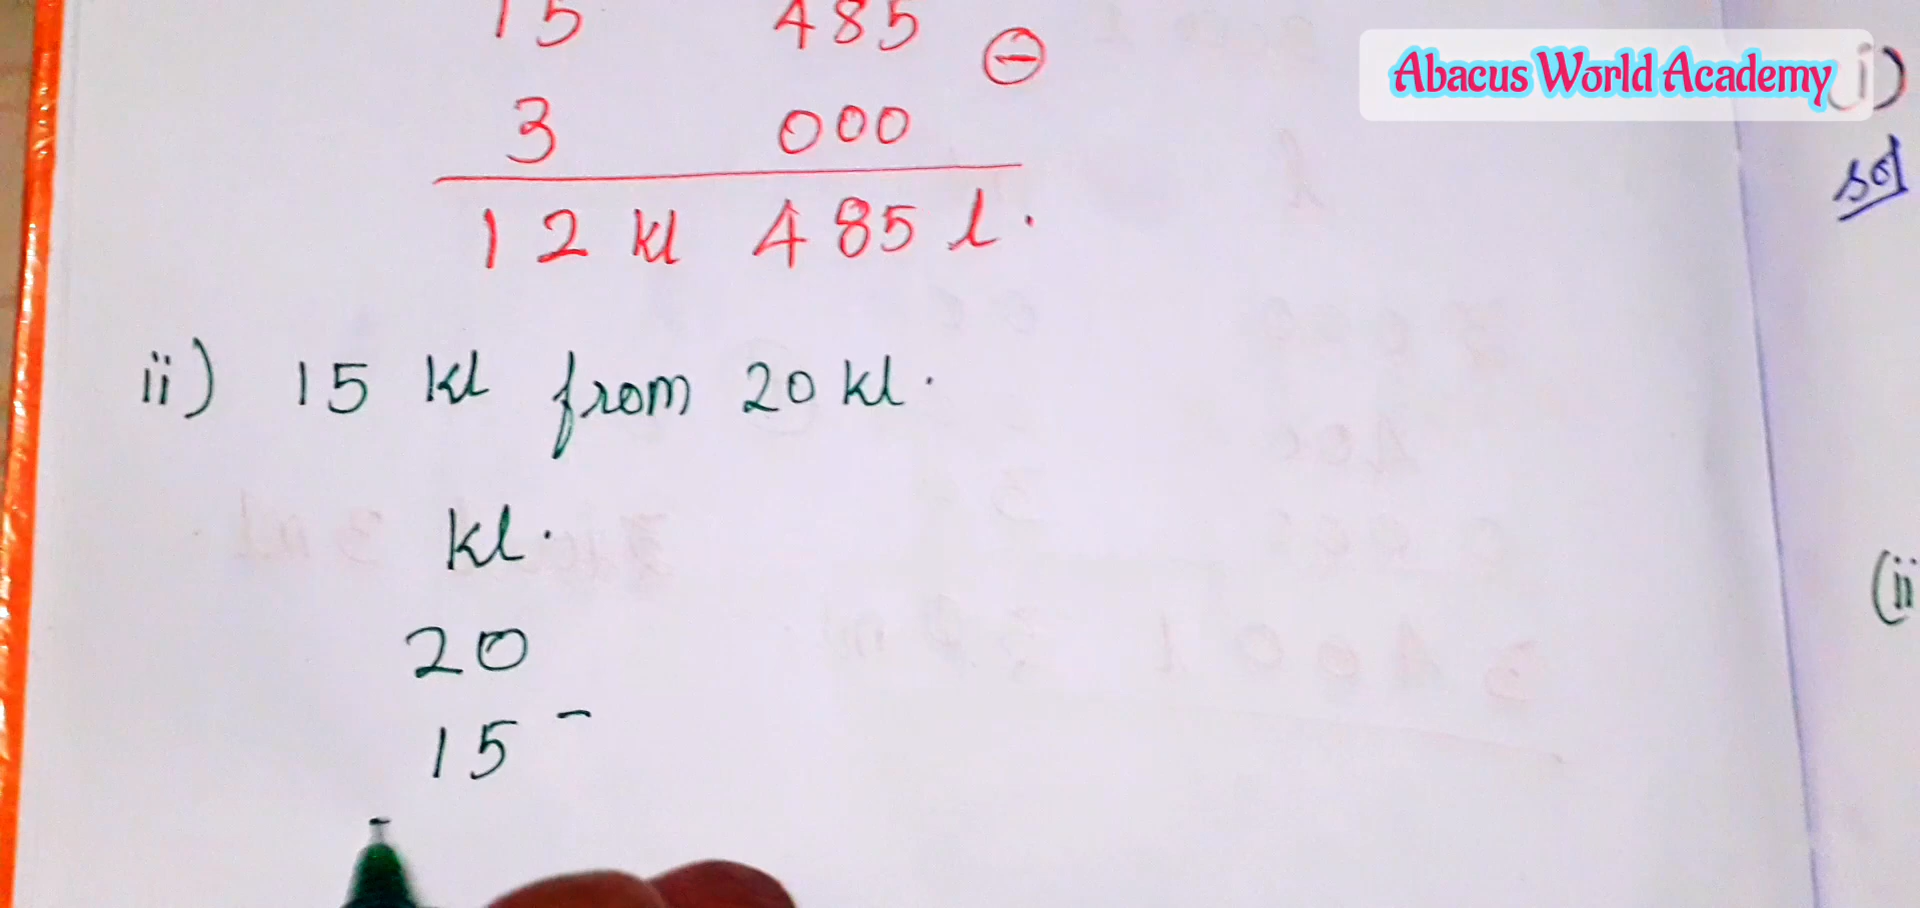 15 485
Abacus World Academy
i)
3 000
sol
12 kl 485 l.
ii) 15 kl from 20 kl.
kl.
(ii
20
15 -